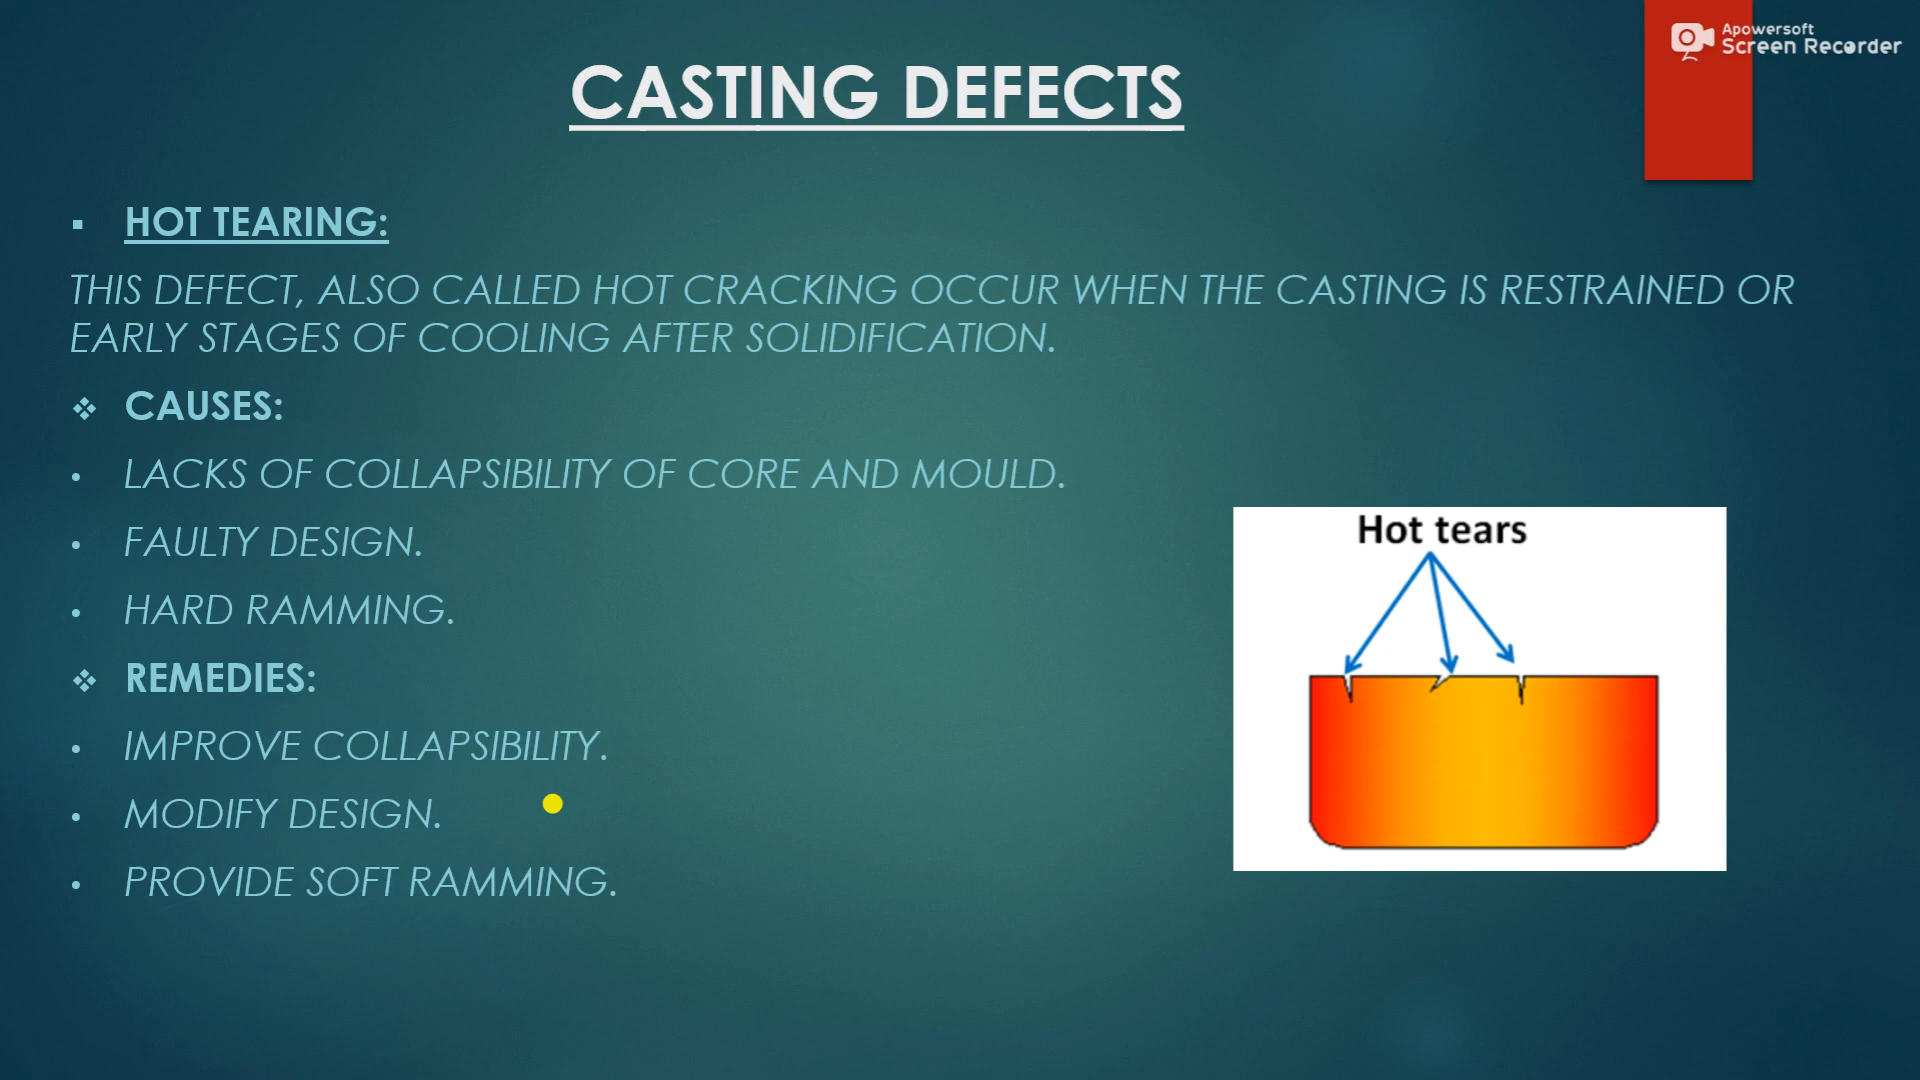 Apowersoft
Screen Recorder
CASTING DEFECTS
▪ HOT TEARING:
THIS DEFECT, ALSO CALLED HOT CRACKING OCCUR WHEN THE CASTING IS RESTRAINED OR
EARLY STAGES OF COOLING AFTER SOLIDIFICATION.
❖ CAUSES:
• LACKS OF COLLAPSIBILITY OF CORE AND MOULD.
• FAULTY DESIGN.
• HARD RAMMING.
❖ REMEDIES:
• IMPROVE COLLAPSIBILITY.
• MODIFY DESIGN.
• PROVIDE SOFT RAMMING.
Hot tears